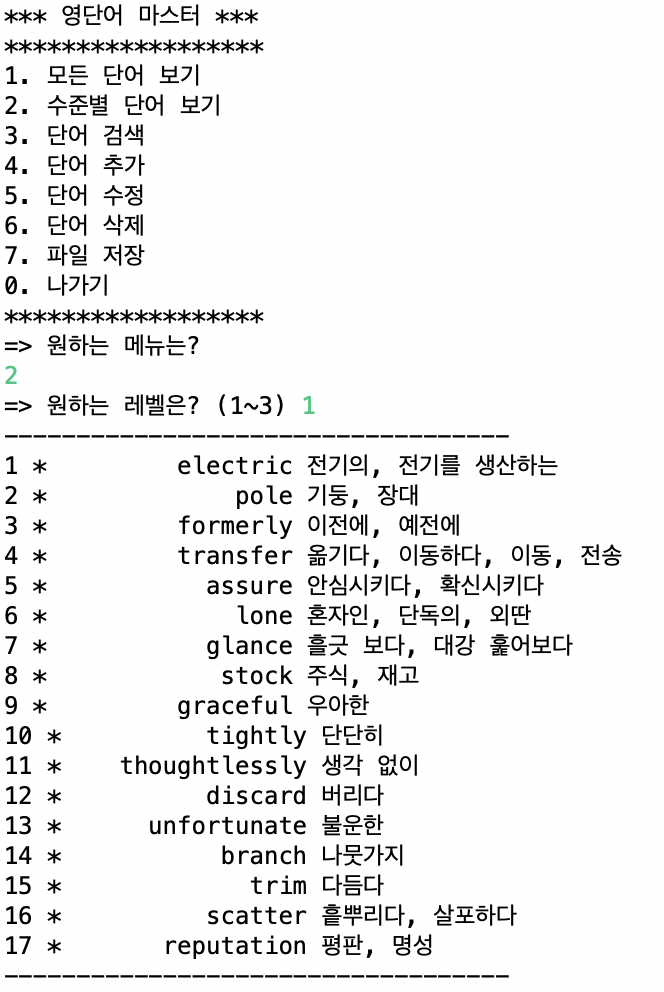 *** 영단어 마스터 ***
******************
1. 모든 단어 보기
2. 수준별 단어 보기
3. 단어 검색
4. 단어 추가
5. 단어 수정
6. 단어 삭제
7. 파일 저장
0. 나가기
******************
=> 원하는 메뉴는?
2
=> 원하는 레벨은? (1~3) 1
-----------------------------------
1 *         electric 전기의, 전기를 생산하는
2 *             pole 기둥, 장대
3 *         formerly 이전에, 예전에
4 *         transfer 옮기다, 이동하다, 이동, 전송
5 *           assure 안심시키다, 확신시키다
6 *             lone 혼자인, 단독의, 외딴
7 *           glance 흘긋 보다, 대강 훑어보다
8 *            stock 주식, 재고
9 *         graceful 우아한
10 *          tightly 단단히
11 *    thoughtlessly 생각 없이
12 *          discard 버리다
13 *      unfortunate 불운한
14 *           branch 나뭇가지
15 *             trim 다듬다
16 *          scatter 흩뿌리다, 살포하다
17 *       reputation 평판, 명성
-----------------------------------